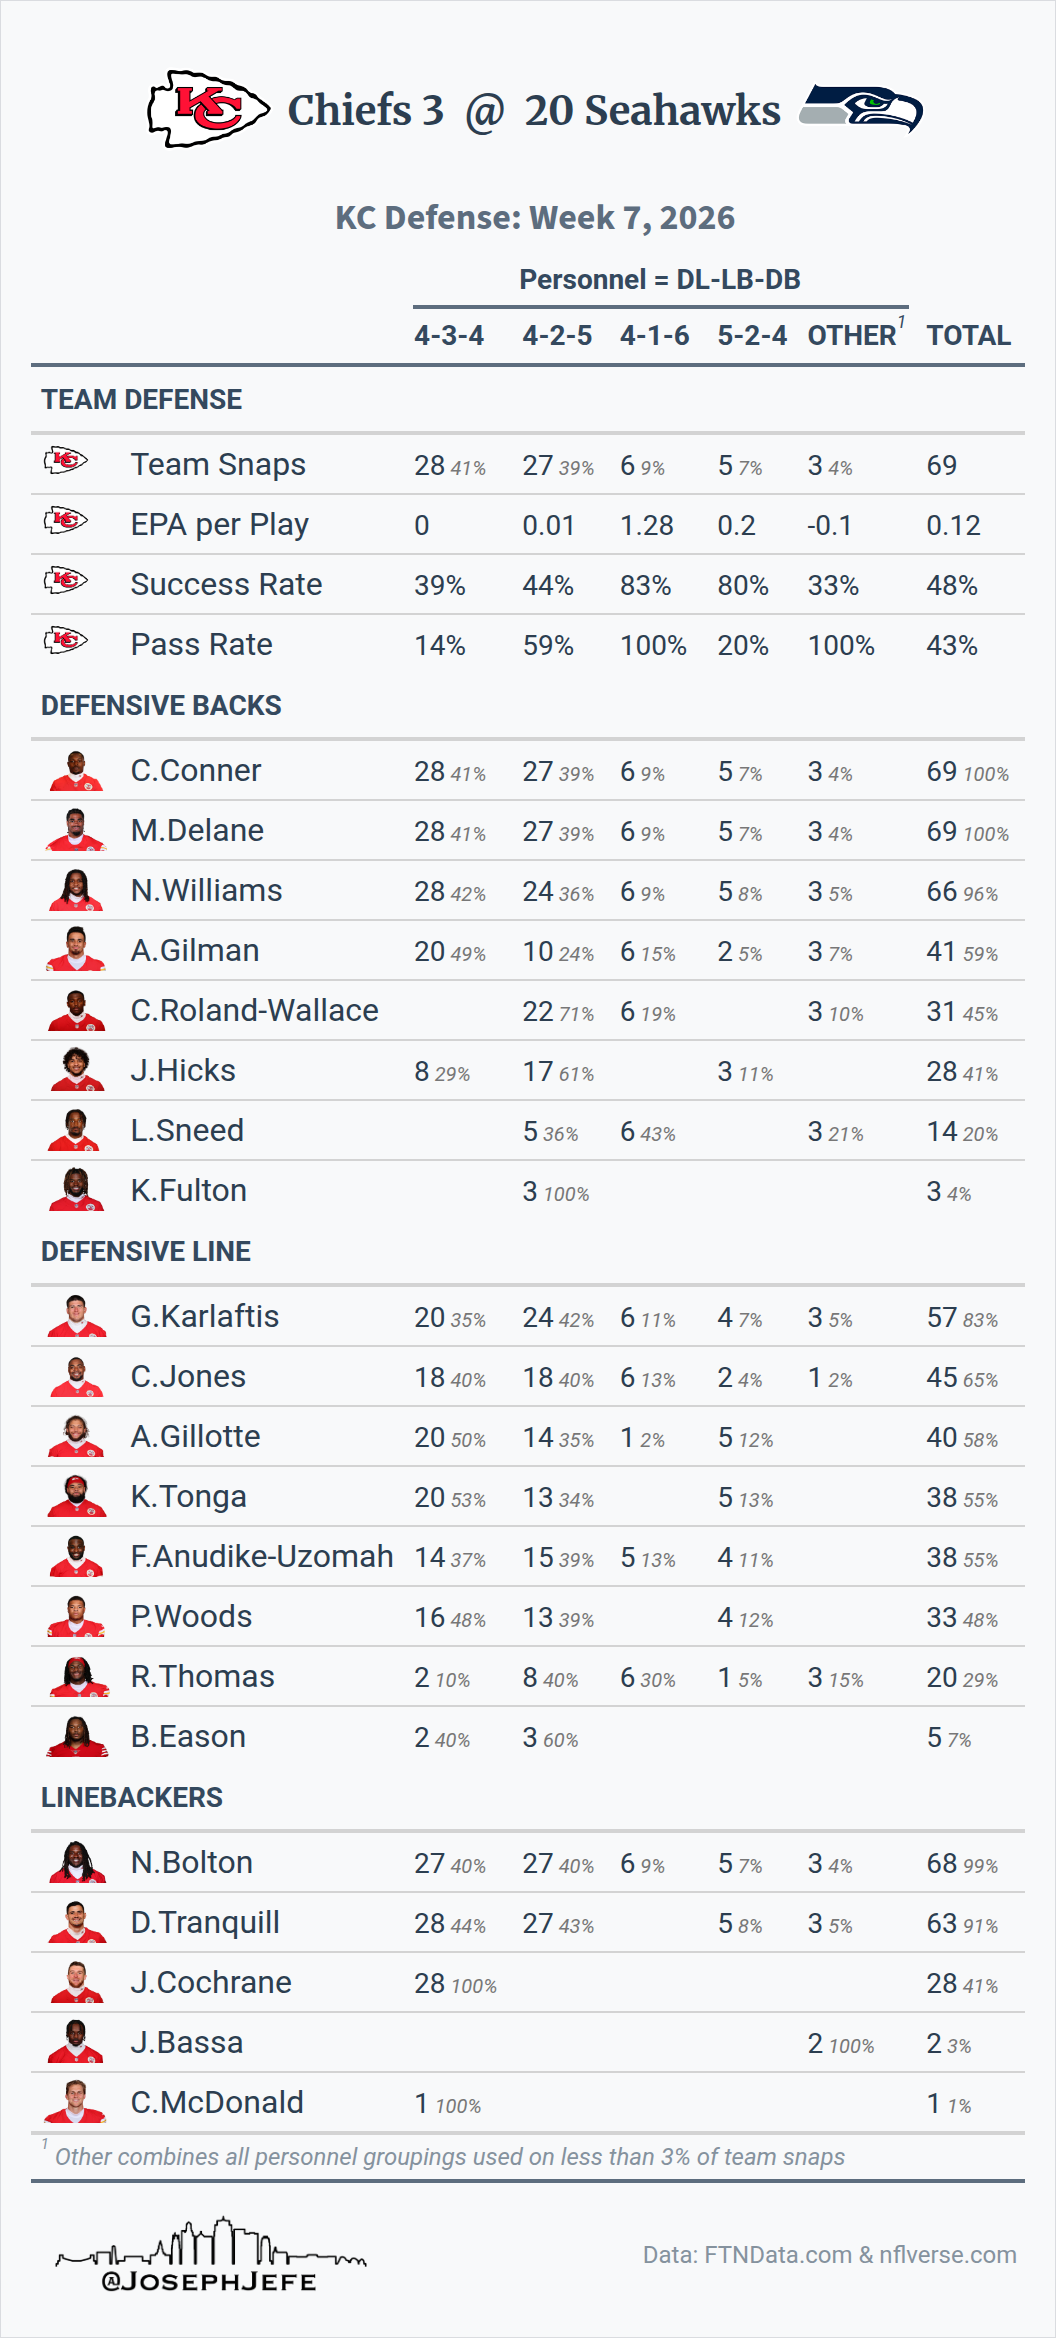 KC Chiefs 3 @ 20 Seahawks
KC Defense: Week 7, 2026
Personnel = DL-LB-DB
4-3-4 4-2-5 4-1-6 5-2-4 OTHER1 TOTAL
TEAM DEFENSE
KC Team Snaps 28 41% 27 39% 6 9% 5 7% 3 4% 69
KC EPA per Play 0 0.01 1.28 0.2 -0.1 0.12
KC Success Rate 39% 44% 83% 80% 33% 48%
KC Pass Rate 14% 59% 100% 20% 100% 43%
DEFENSIVE BACKS
C.Conner 28 41% 27 39% 6 9% 5 7% 3 4% 69 100%
M.Delane 28 41% 27 39% 6 9% 5 7% 3 4% 69 100%
N.Williams 28 42% 24 36% 6 9% 5 8% 3 5% 66 96%
A.Gilman 20 49% 10 24% 6 15% 2 5% 3 7% 41 59%
C.Roland-Wallace 22 71% 6 19% 3 10% 31 45%
J.Hicks 8 29% 17 61% 3 11% 28 41%
L.Sneed 5 36% 6 43% 3 21% 14 20%
K.Fulton 3 100% 3 4%
DEFENSIVE LINE
G.Karlaftis 20 35% 24 42% 6 11% 4 7% 3 5% 57 83%
C.Jones 18 40% 18 40% 6 13% 2 4% 1 2% 45 65%
A.Gillotte 20 50% 14 35% 1 2% 5 12% 40 58%
K.Tonga 20 53% 13 34% 5 13% 38 55%
F.Anudike-Uzomah 14 37% 15 39% 5 13% 4 11% 38 55%
P.Woods 16 48% 13 39% 4 12% 33 48%
R.Thomas 2 10% 8 40% 6 30% 1 5% 3 15% 20 29%
B.Eason 2 40% 3 60% 5 7%
LINEBACKERS
N.Bolton 27 40% 27 40% 6 9% 5 7% 3 4% 68 99%
D.Tranquill 28 44% 27 43% 5 8% 3 5% 63 91%
J.Cochrane 28 100% 28 41%
J.Bassa 2 100% 2 3%
C.McDonald 1 100% 1 1%
1 Other combines all personnel groupings used on less than 3% of team snaps
@JOSEPHJEFE
Data: FTNData.com & nflverse.com